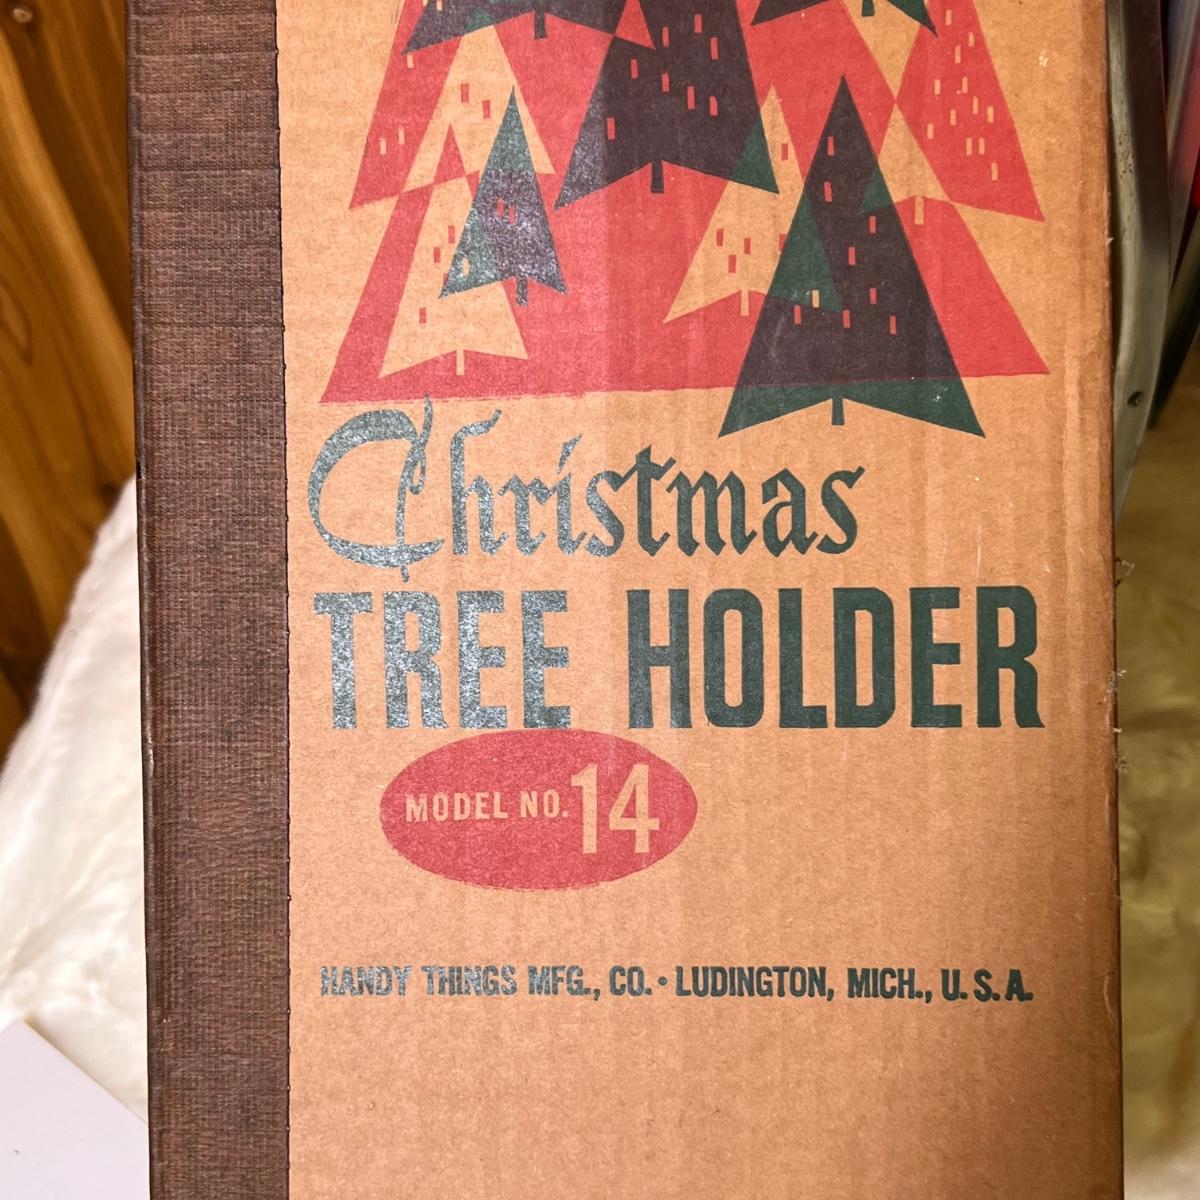 Christmas
TREE HOLDER
MODEL NO. 14
HANDY THINGS MFG., CO. • LUDINGTON, MICH., U. S. A.